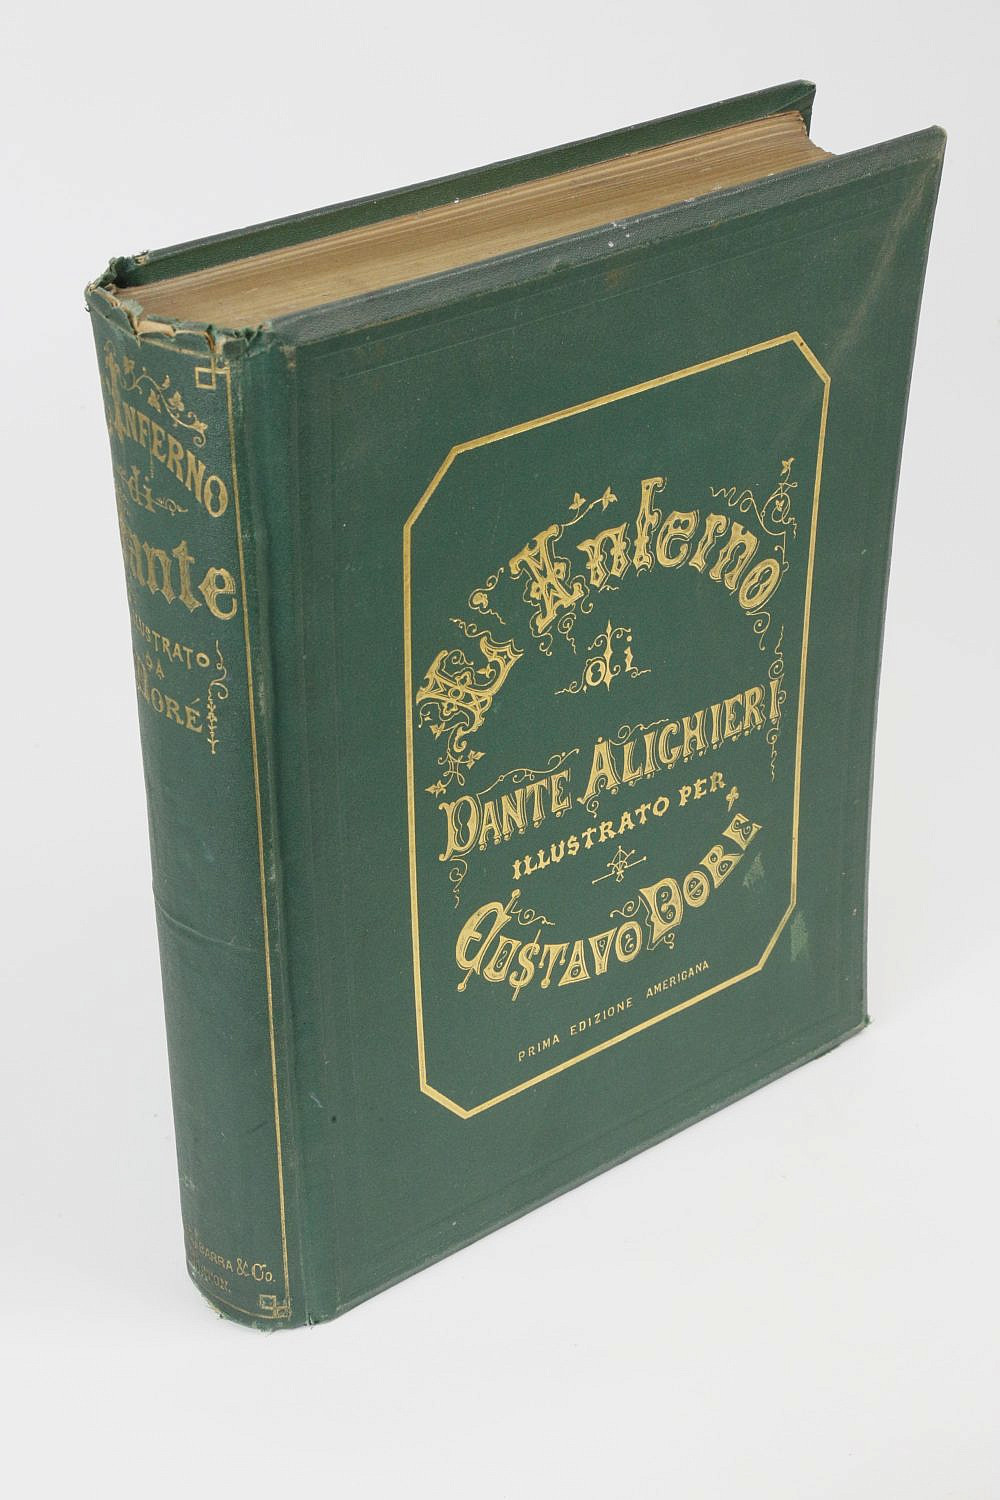 INFERNO
di
Dante
ILLUSTRATO
DA
DORÉ
& Co.
L'Inferno
di
DANTE ALIGHIERI
ILLUSTRATO PER
GUSTAVO DORÉ
PRIMA EDIZIONE AMERICANA